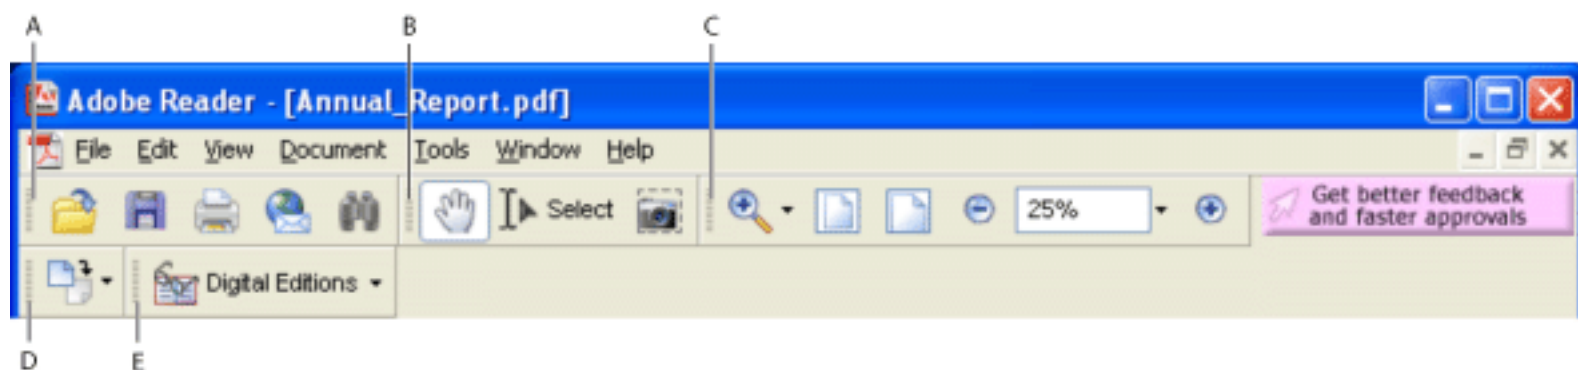 A B C
Adobe Reader - [Annual_Report.pdf]
File Edit View Document Tools Window Help
Select 25% Get better feedback
and faster approvals
Digital Editions
D E